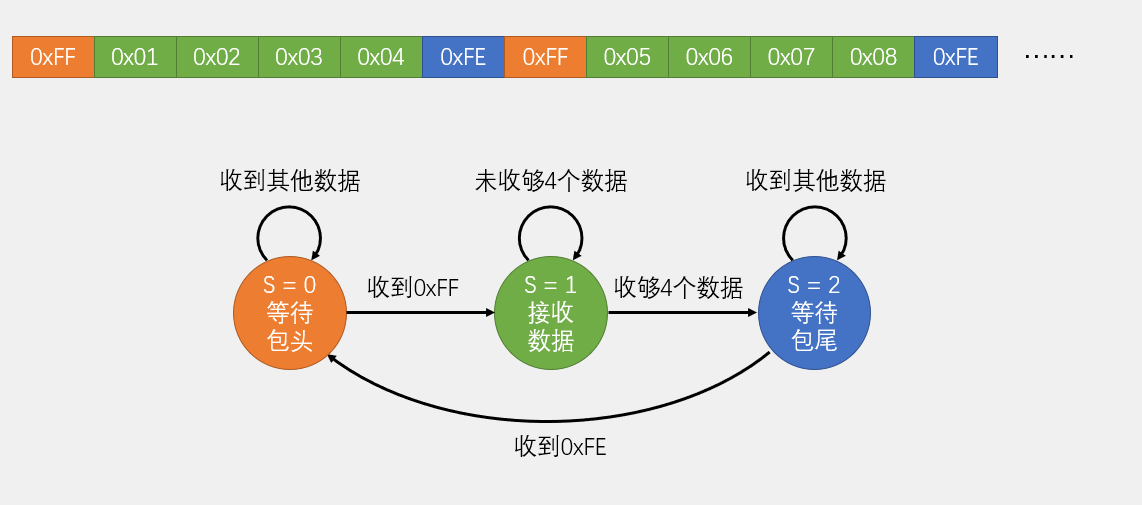 0xFF 0x01 0x02 0x03 0x04 0xFE 0xFF 0x05 0x06 0x07 0x08 0xFE ……
收到其他数据 未收够4个数据 收到其他数据
S = 0
等待
包头
收到0xFF
S = 1
接收
数据
收够4个数据
S = 2
等待
包尾
收到0xFE